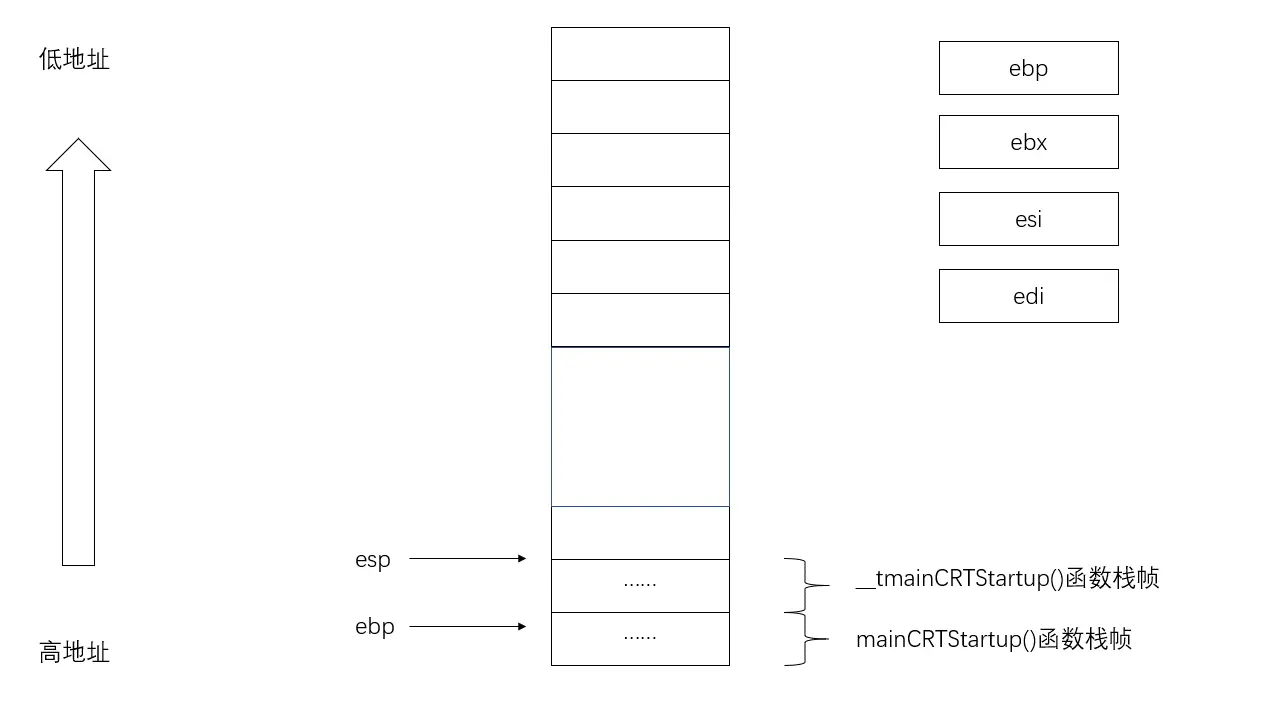 低地址
ebp
ebx
esi
edi
esp
……
__tmainCRTStartup()函数栈帧
ebp
……
mainCRTStartup()函数栈帧
高地址